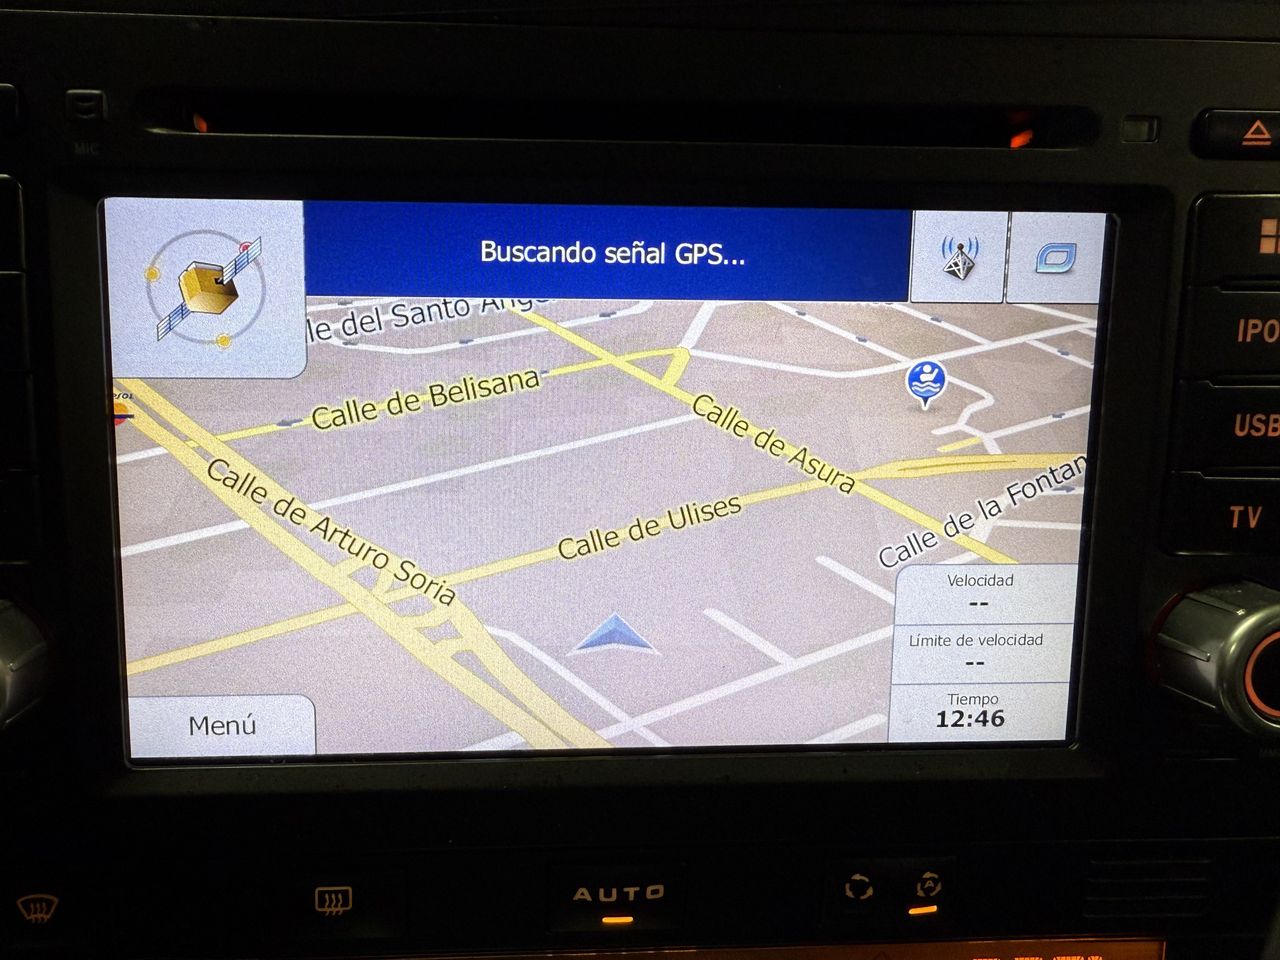 MIC
Buscando señal GPS...
le del Santo Ange
Calle de Belisana
Calle de Asura
Calle de Arturo Soria
Calle de Ulises
Calle de la Fontan
Velocidad
--
Límite de velocidad
--
Tiempo
12:46
Menú
IPO
USB
TV
AUTO
A